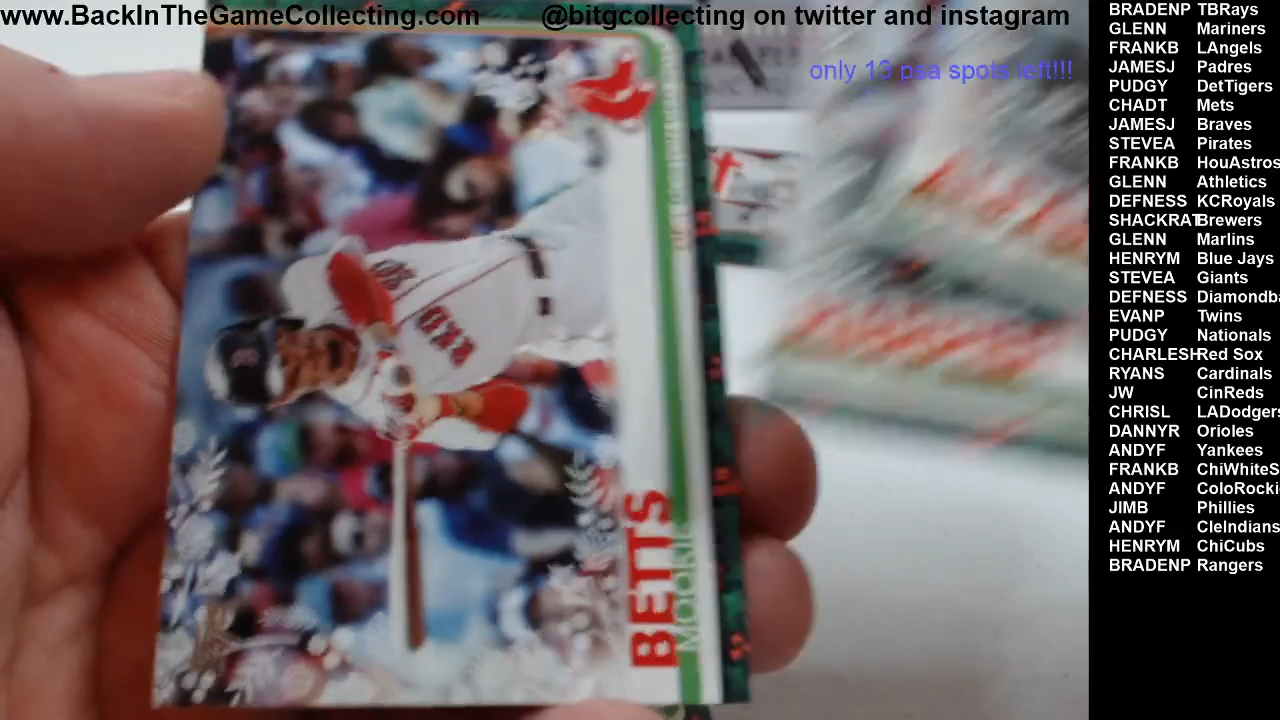 www.BackInTheGameCollecting.com @bitgcollecting on twitter and instagram
only 13 psa spots left!!!
BRADENP TBRays
GLENN Mariners
FRANKB LAngels
JAMESJ Padres
PUDGY DetTigers
CHADT Mets
JAMESJ Braves
STEVEA Pirates
FRANKB HouAstros
GLENN Athletics
DEFNESS KCRoyals
SHACKRAT Brewers
GLENN Marlins
HENRYM Blue Jays
STEVEA Giants
DEFNESS Diamondba
EVANP Twins
PUDGY Nationals
CHARLESH Red Sox
RYANS Cardinals
JW CinReds
CHRISL LADodgers
DANNYR Orioles
ANDYF Yankees
FRANKB ChiWhiteS
ANDYF ColoRocki
JIMB Phillies
ANDYF CleIndians
HENRYM ChiCubs
BRADENP Rangers
BETTS
MOOKIE
RED
50